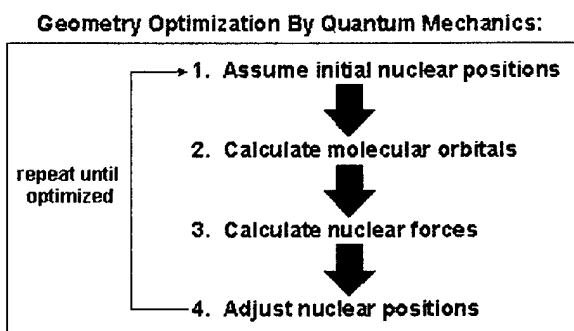 Geometry Optimization By Quantum Mechanics:
1. Assume initial nuclear positions
2. Calculate molecular orbitals
repeat until
optimized
3. Calculate nuclear forces
4. Adjust nuclear positions